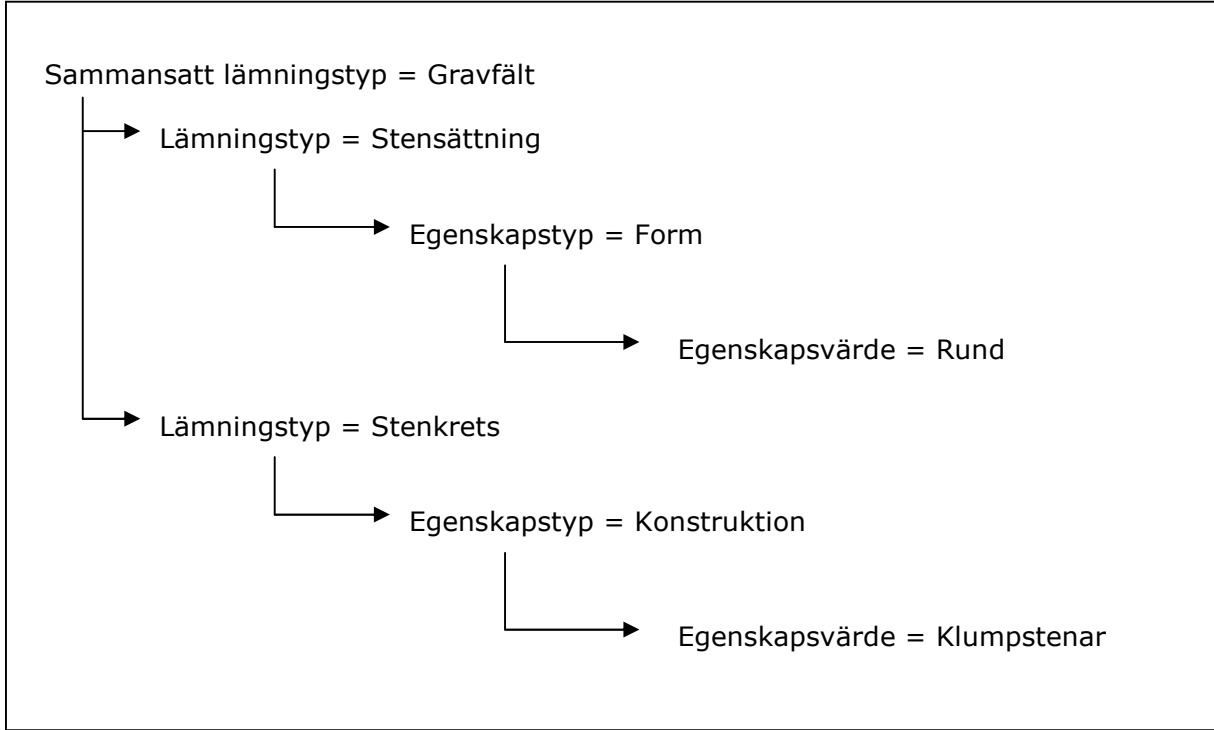 Sammansatt lämningstyp = Gravfält
Lämningstyp = Stensättning
Egenskapstyp = Form
Egenskapsvärde = Rund
Lämningstyp = Stenkrets
Egenskapstyp = Konstruktion
Egenskapsvärde = Klumpstenar